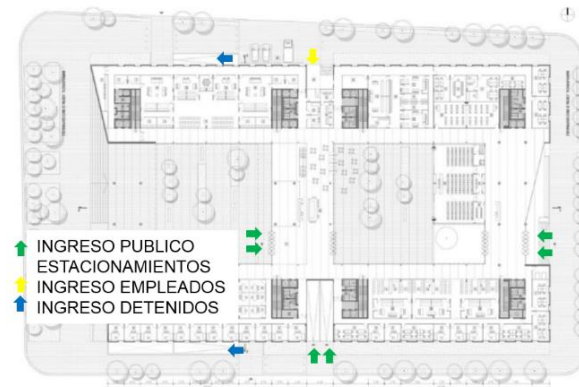 INGRESO PUBLICO
ESTACIONAMIENTOS
INGRESO EMPLEADOS
INGRESO DETENIDOS